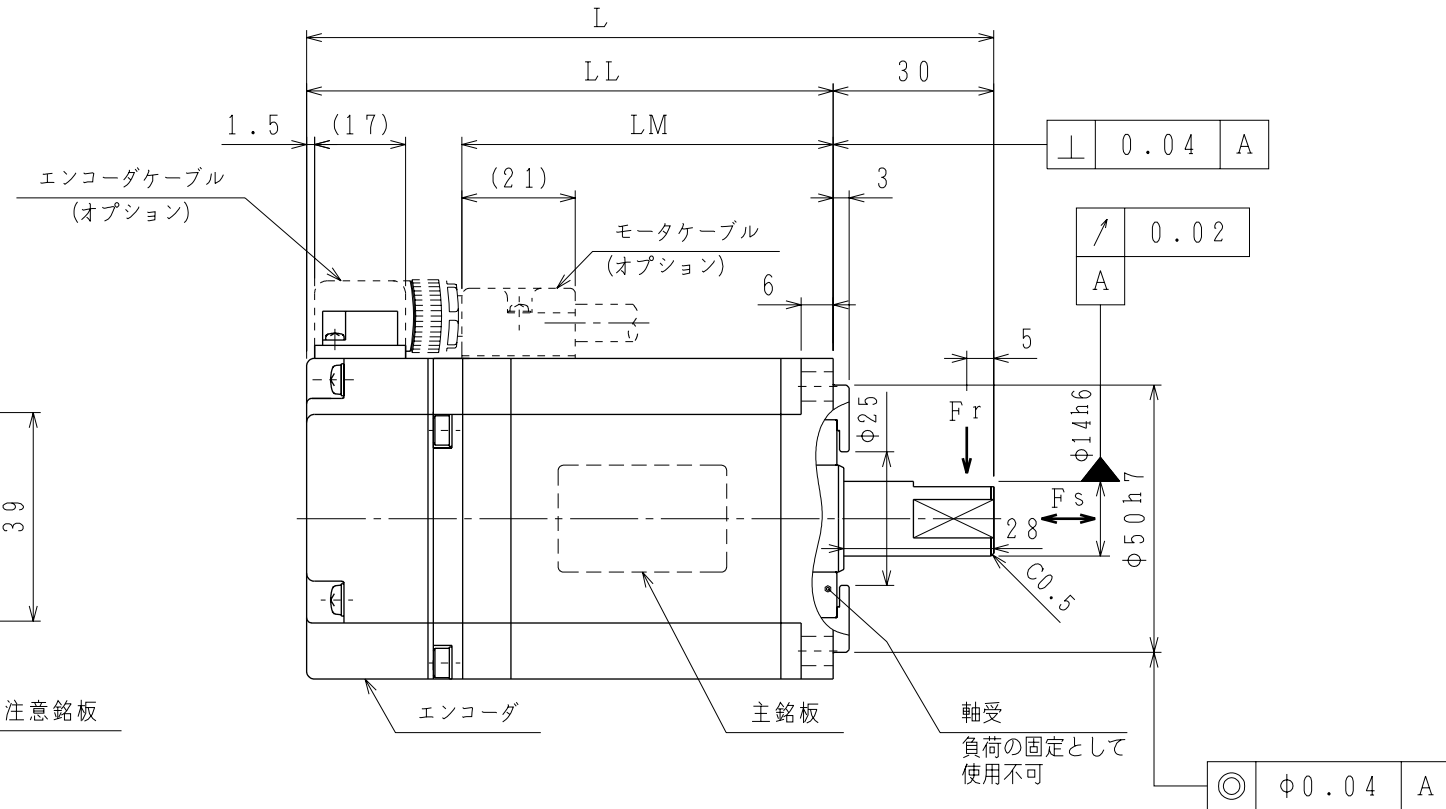 L
LL
30
1.5
(17)
LM
⊥ 0.04 A
エンコーダケーブル
(オプション)
(21)
3
モータケーブル
(オプション)
↗ 0.02
A
6
5
Fr
φ25
φ14h6
Fs
φ50h7
28
C0.5
39
注意銘板
エンコーダ
主銘板
軸受
負荷の固定として
使用不可
◎ φ0.04 A